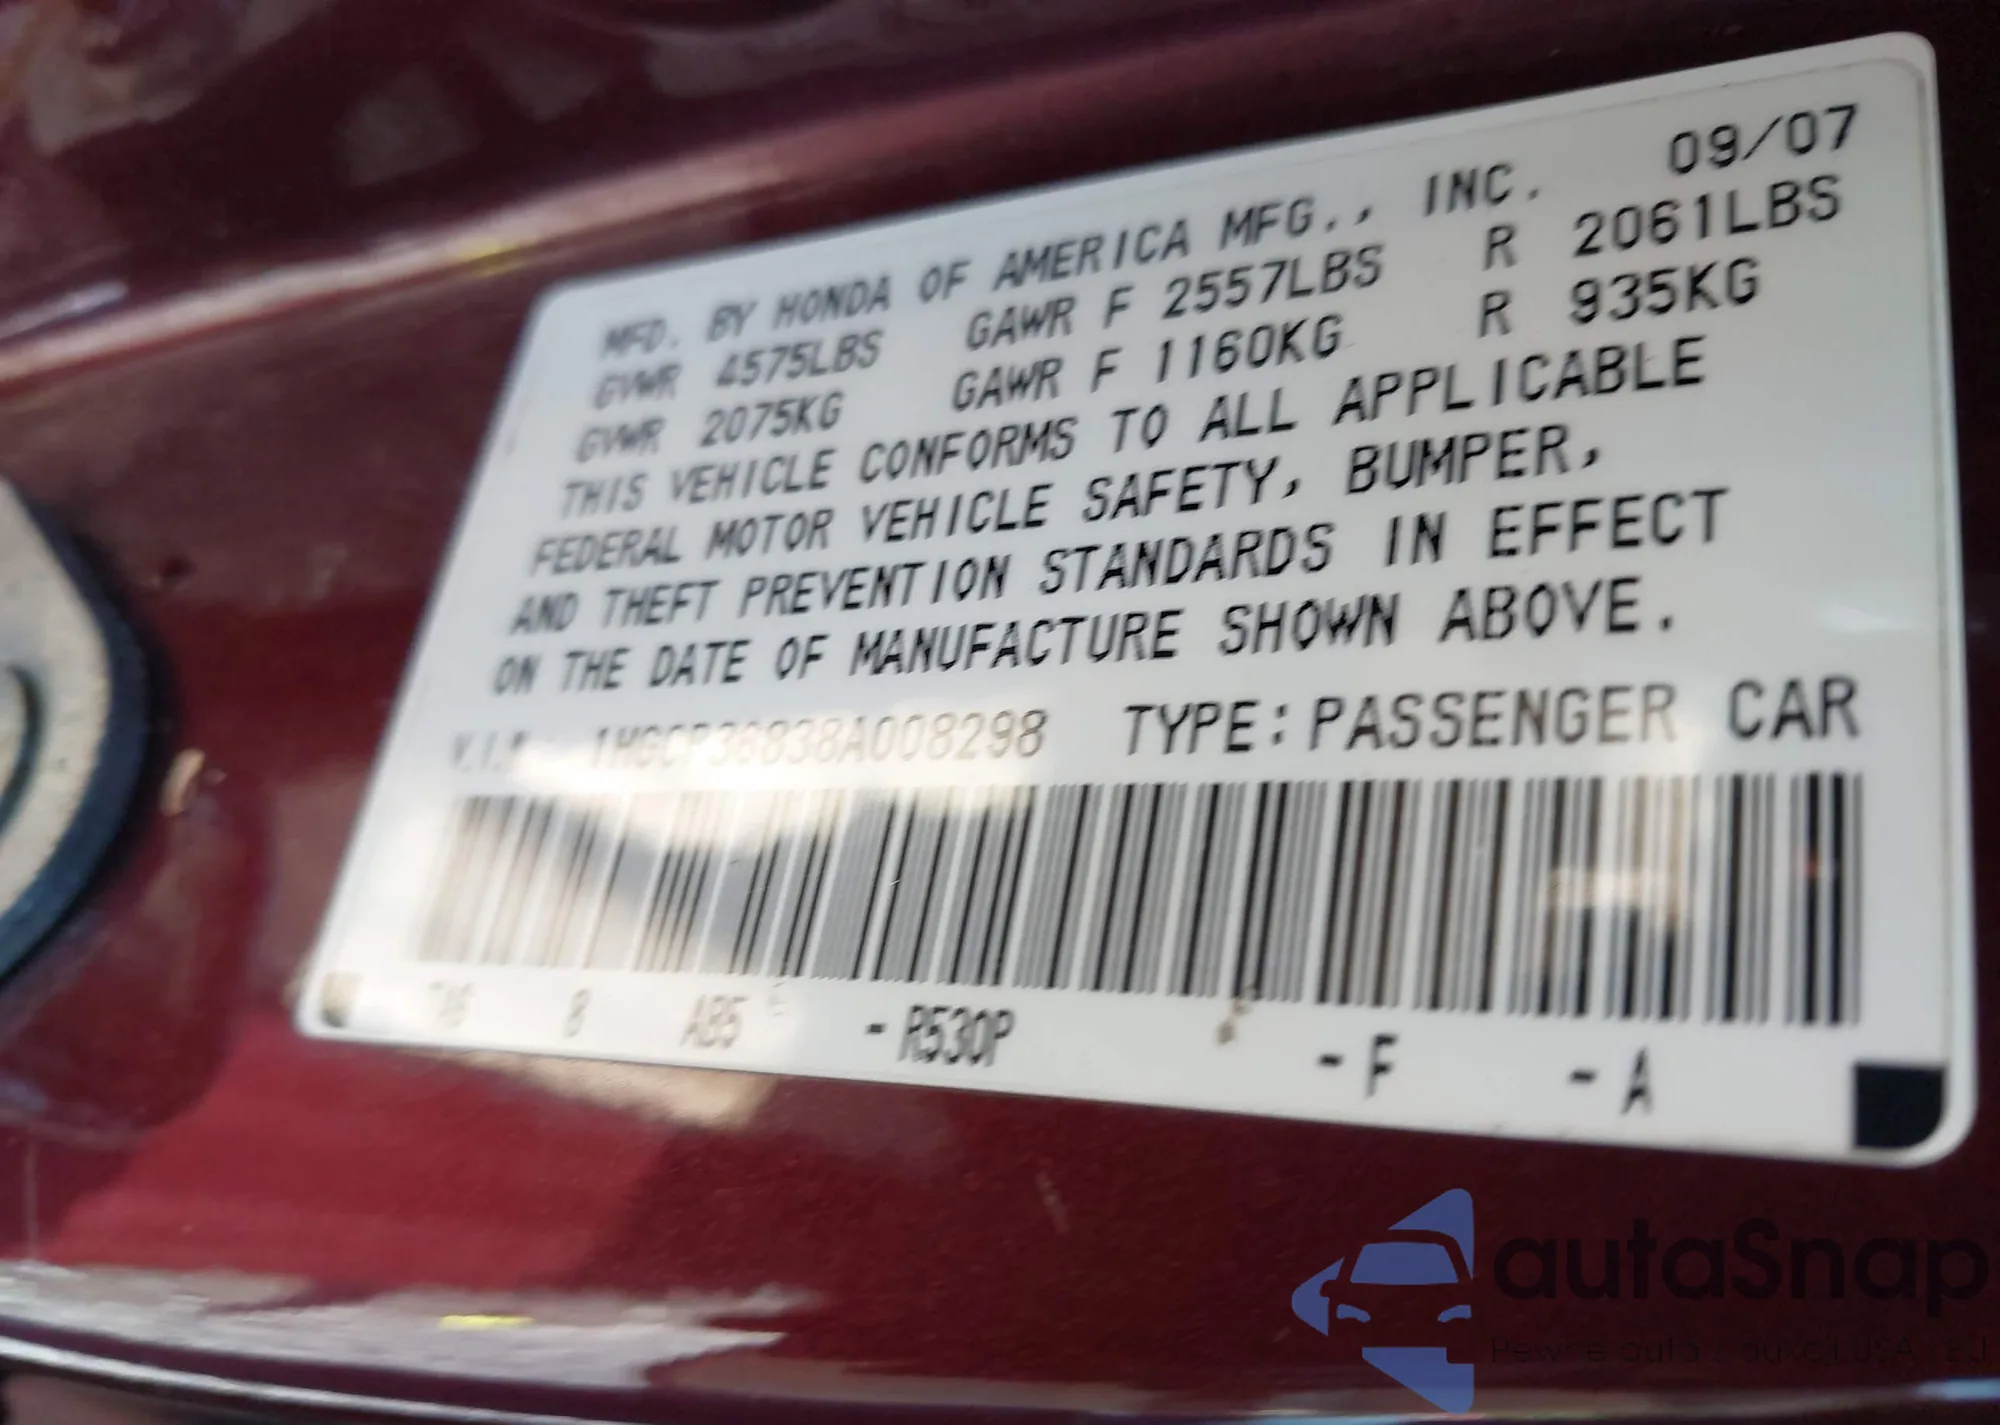 MFD. BY HONDA OF AMERICA MFG., INC. 09/07
GVWR 4575LBS GAWR F 2557LBS R 2061LBS
GVWR 2075KG GAWR F 1160KG R 935KG
THIS VEHICLE CONFORMS TO ALL APPLICABLE
FEDERAL MOTOR VEHICLE SAFETY, BUMPER,
AND THEFT PREVENTION STANDARDS IN EFFECT
ON THE DATE OF MANUFACTURE SHOWN ABOVE.
V.I.N. TYPE: PASSENGER CAR
8 AB5 -R530P -F -A
autaSnap